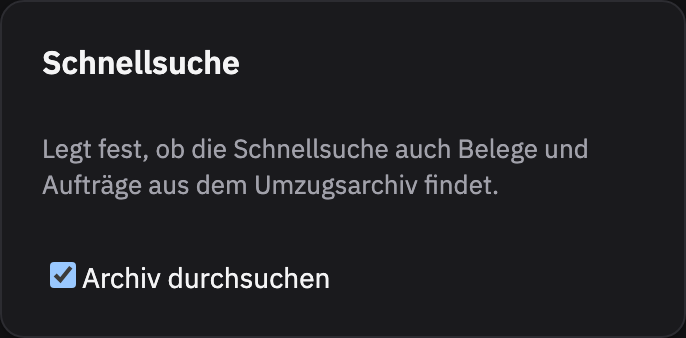 Schnellsuche
Legt fest, ob die Schnellsuche auch Belege und
Aufträge aus dem Umzugsarchiv findet.
Archiv durchsuchen